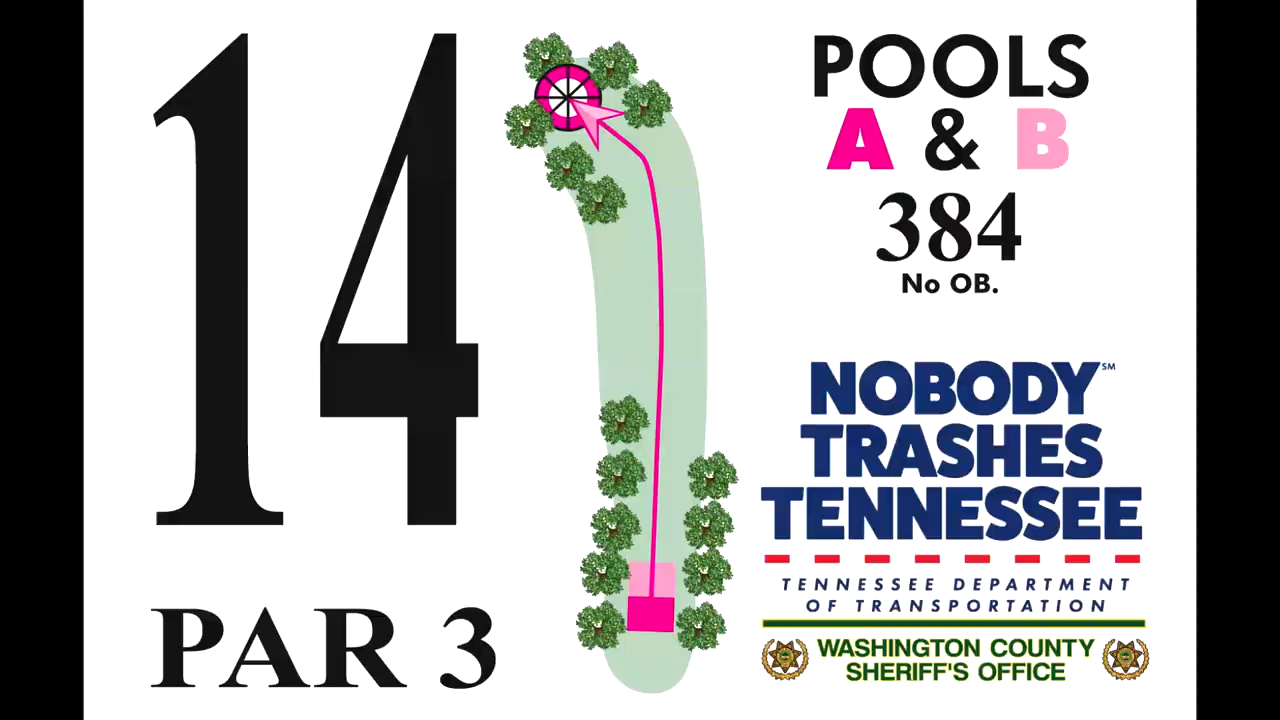 14
PAR 3
POOLS
A & B
384
No OB.
NOBODY℠
TRASHES
TENNESSEE
TENNESSEE DEPARTMENT
OF TRANSPORTATION
WASHINGTON COUNTY
SHERIFF'S OFFICE